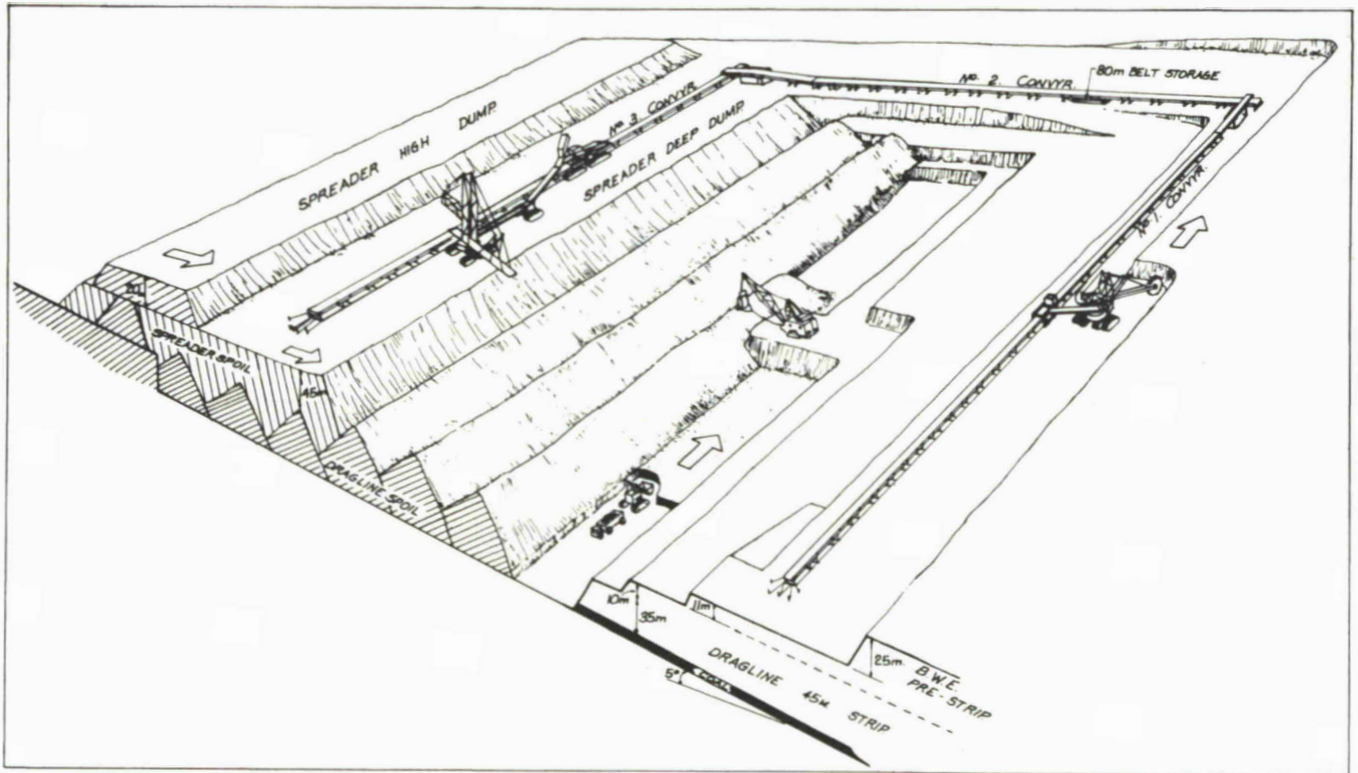 80m BELT STORAGE
No. 2. CONVYR.
No. 3. CONVYR.
SPREADER HIGH DUMP.
SPREADER DEEP DUMP.
No. 1. CONVYR.
SPREADER SPOIL
45m
DRAGLINE SPOIL
10m
35m
11m
25m.
B.W.E.
PRE-STRIP
DRAGLINE 45m STRIP
5°
COAL